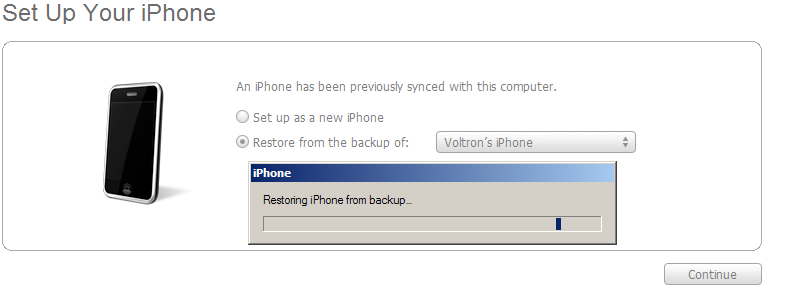 Set Up Your iPhone
An iPhone has been previously synced with this computer.
Set up as a new iPhone
Restore from the backup of: Voltron's iPhone
iPhone
Restoring iPhone from backup...
Continue